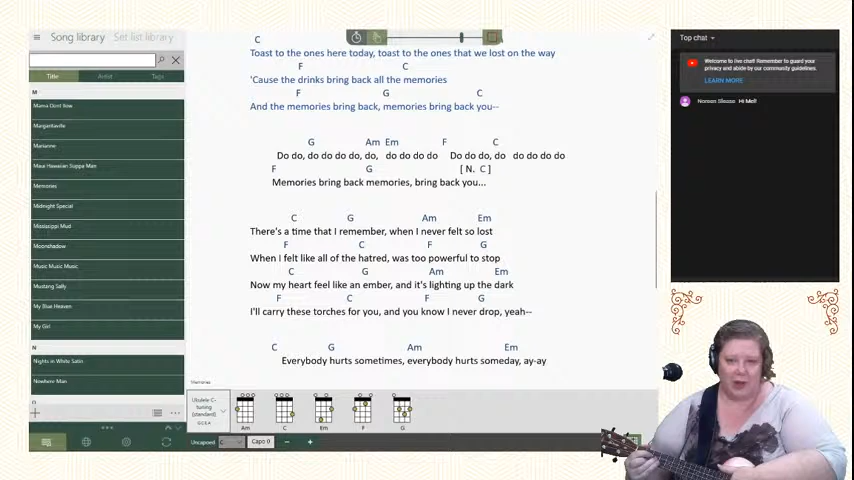 Song library
Set list library
Title
Artist
Tags
M
Mama Dont Allow
Margaritaville
Marianne
Maui Hawaiian Suppa Man
Memories
Midnight Special
Mississippi Mud
Moonshadow
Music Music Music
Mustang Sally
My Blue Heaven
My Girl
N
Nights in White Satin
Nowhere Man
C
Toast to the ones here today, toast to the ones that we lost on the way
F C
'Cause the drinks bring back all the memories
F G C
And the memories bring back, memories bring back you--
G Am Em F C
Do do, do do do do, do, do do do do Do do do, do do do do do
F G [ N. C ]
Memories bring back memories, bring back you...
C G Am Em
There's a time that I remember, when I never felt so lost
F C F G
When I felt like all of the hatred, was too powerful to stop
C G Am Em
Now my heart feel like an ember, and it's lighting up the dark
F C F G
I'll carry these torches for you, and you know I never drop, yeah--
C G Am Em
Everybody hurts sometimes, everybody hurts someday, ay-ay
Memories
Ukulele C-
tuning
(standard)
G C E A
Am C Em F G
Uncapoed C Capo 0 - +
Top chat
Welcome to live chat! Remember to guard your
privacy and abide by our community guidelines.
LEARN MORE
Hi Mel!